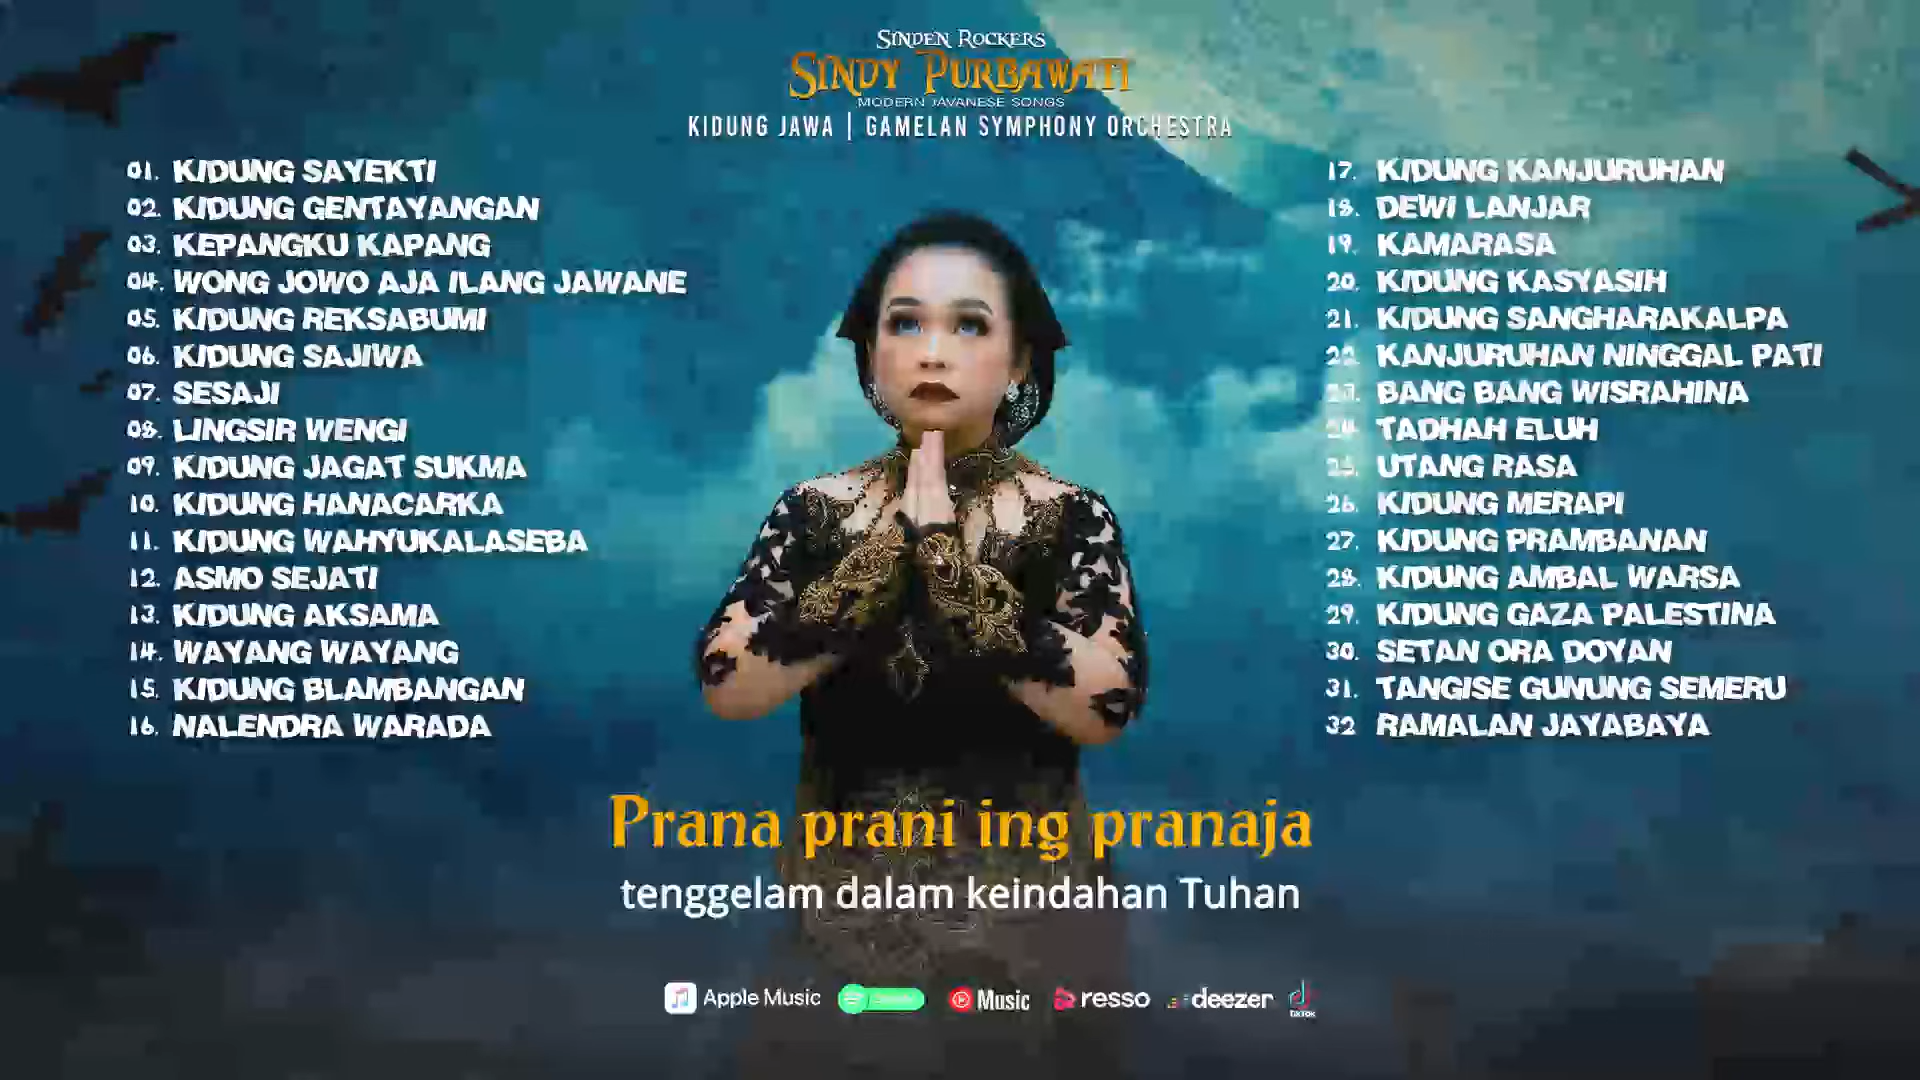 SINDEN ROCKERS
SINDY PURBAWATI
MODERN JAVANESE SONGS
KIDUNG JAWA | GAMELAN SYMPHONY ORCHESTRA
01. KIDUNG SAYEKTI
02. KIDUNG GENTAYANGAN
03. KEPANGKU KAPANG
04. WONG JOWO AJA ILANG JAWANE
05. KIDUNG REKSABUMI
06. KIDUNG SAJIWA
07. SESAJI
08. LINGSIR WENGI
09. KIDUNG JAGAT SUKMA
10. KIDUNG HANACARKA
11. KIDUNG WAHYUKALASEBA
12. ASMO SEJATI
13. KIDUNG AKSAMA
14. WAYANG WAYANG
15. KIDUNG BLAMBANGAN
16. NALENDRA WARADA
17. KIDUNG KANJURUHAN
18. DEWI LANJAR
19. KAMARASA
20. KIDUNG KASYASIH
21. KIDUNG SANGHARAKALPA
22. KANJURUHAN NINGGAL PATI
23. BANG BANG WISRAHINA
24. TADHAH ELUH
25. UTANG RASA
26. KIDUNG MERAPI
27. KIDUNG PRAMBANAN
28. KIDUNG AMBAL WARSA
29. KIDUNG GAZA PALESTINA
30. SETAN ORA DOYAN
31. TANGISE GUNUNG SEMERU
32 RAMALAN JAYABAYA
Prana prani ing pranaja
tenggelam dalam keindahan Tuhan
Apple Music Music resso deezer TikTok